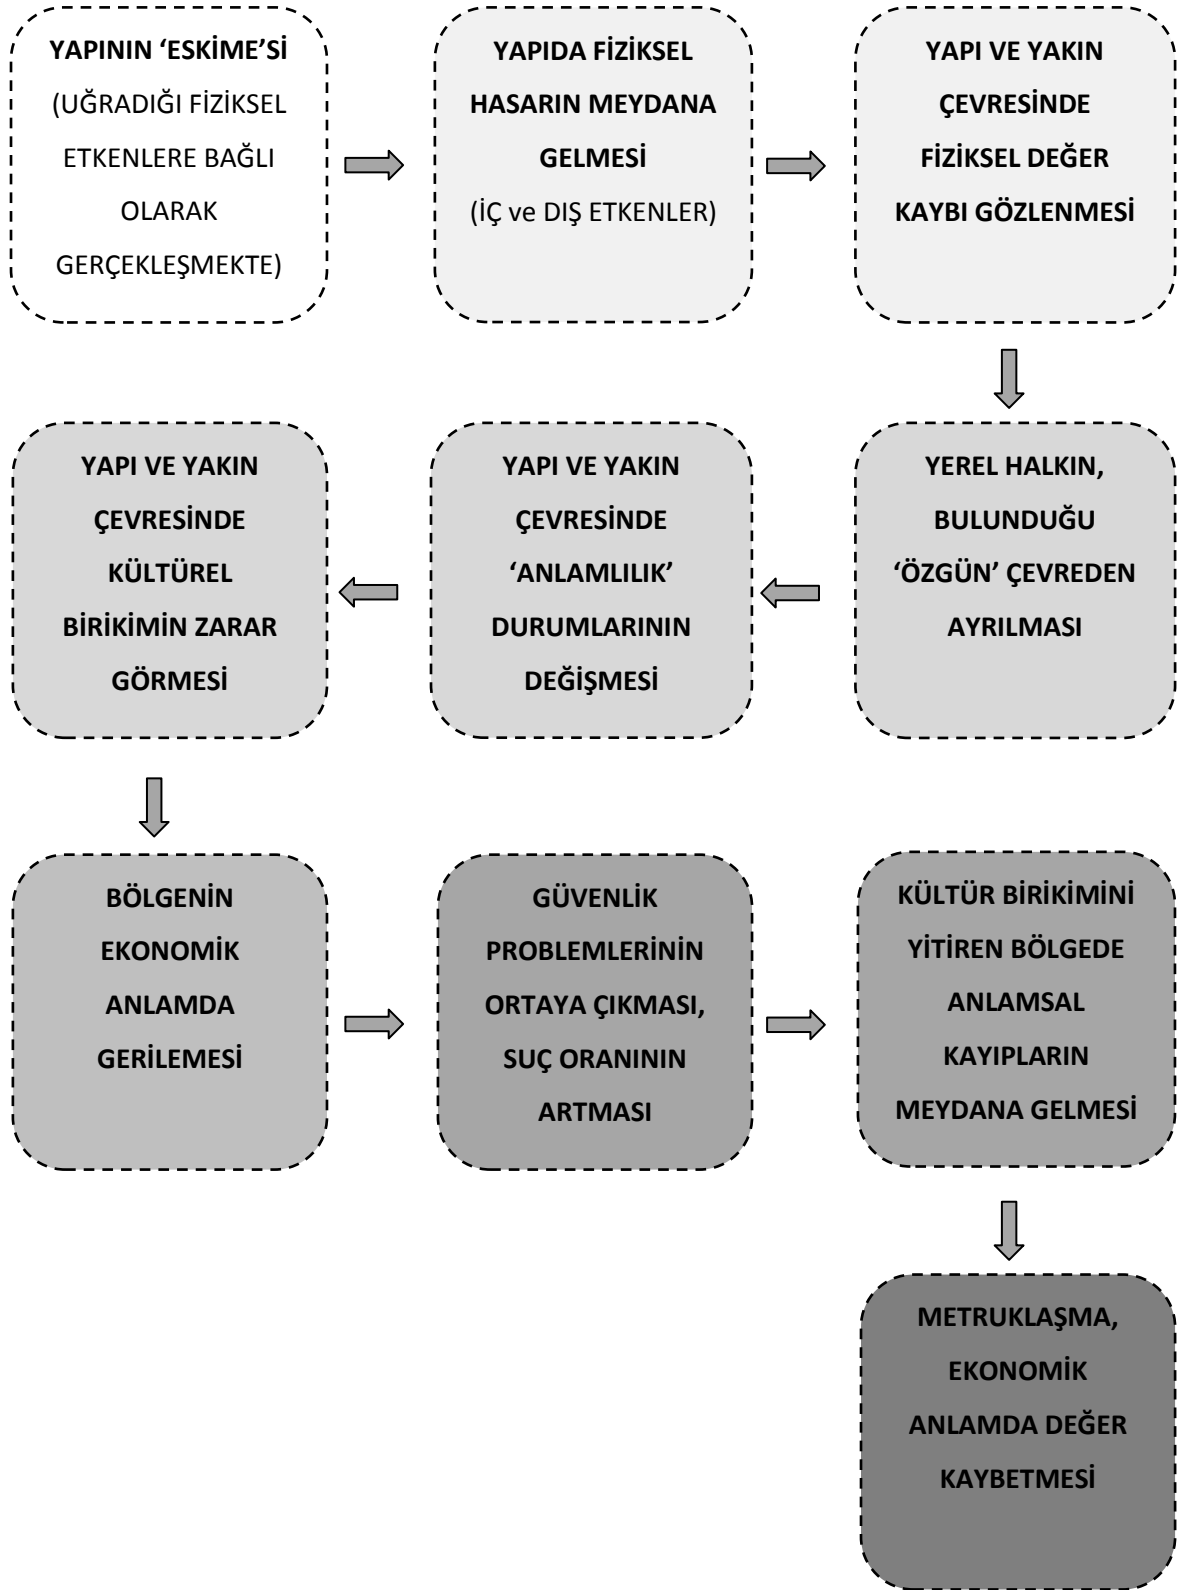 YAPININ ‘ESKİME’Sİ
(UĞRADIĞI FİZİKSEL
ETKENLERE BAĞLI
OLARAK
GERÇEKLEŞMEKTE)
YAPIDA FİZİKSEL
HASARIN MEYDANA
GELMESİ
(İÇ ve DIŞ ETKENLER)
YAPI VE YAKIN
ÇEVRESİNDE
FİZİKSEL DEĞER
KAYBI GÖZLENMESİ
YEREL HALKIN,
BULUNDUĞU
‘ÖZGÜN’ ÇEVREDEN
AYRILMASI
YAPI VE YAKIN
ÇEVRESİNDE
‘ANLAMLILIK’
DURUMLARININ
DEĞİŞMESİ
YAPI VE YAKIN
ÇEVRESİNDE
KÜLTÜREL
BİRİKİMİN ZARAR
GÖRMESİ
BÖLGENİN
EKONOMİK
ANLAMDA
GERİLEMESİ
GÜVENLİK
PROBLEMLERİNİN
ORTAYA ÇIKMASI,
SUÇ ORANININ
ARTMASI
KÜLTÜR BİRİKİMİNİ
YİTİREN BÖLGEDE
ANLAMSAL
KAYIPLARIN
MEYDANA GELMESİ
METRUKLAŞMA,
EKONOMİK
ANLAMDA DEĞER
KAYBETMESİ